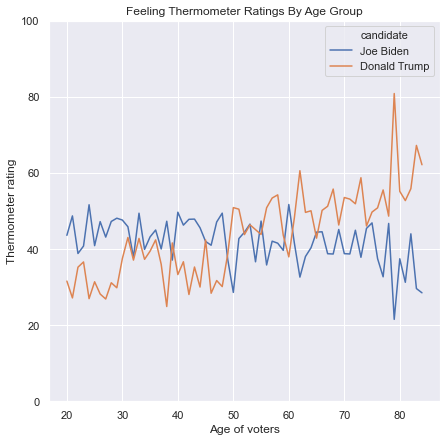 Feeling Thermometer Ratings By Age Group
candidate
Joe Biden
Donald Trump
Thermometer rating
100
80
60
40
20
0
20 30 40 50 60 70 80
Age of voters